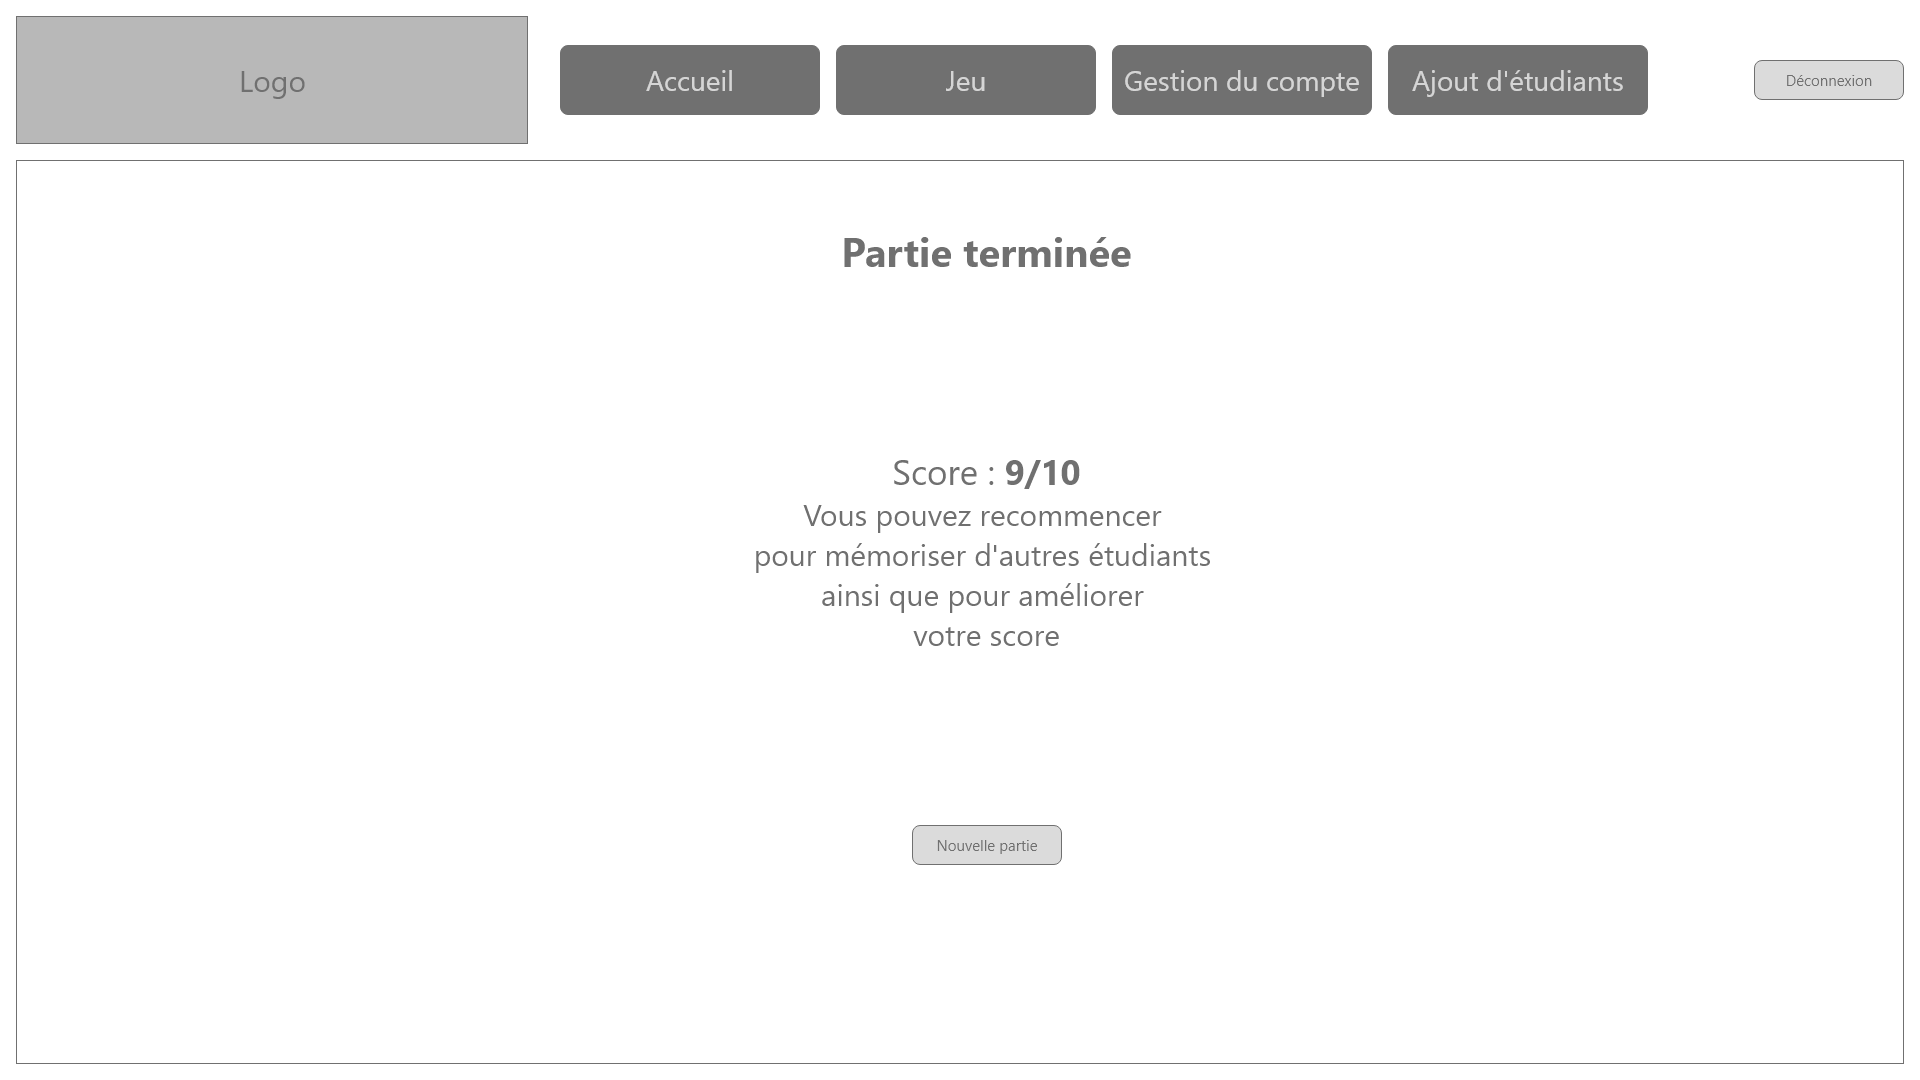 Logo
Accueil
Jeu
Gestion du compte
Ajout d'étudiants
Déconnexion
Partie terminée
Score : 9/10
Vous pouvez recommencer
pour mémoriser d'autres étudiants
ainsi que pour améliorer
votre score
Nouvelle partie